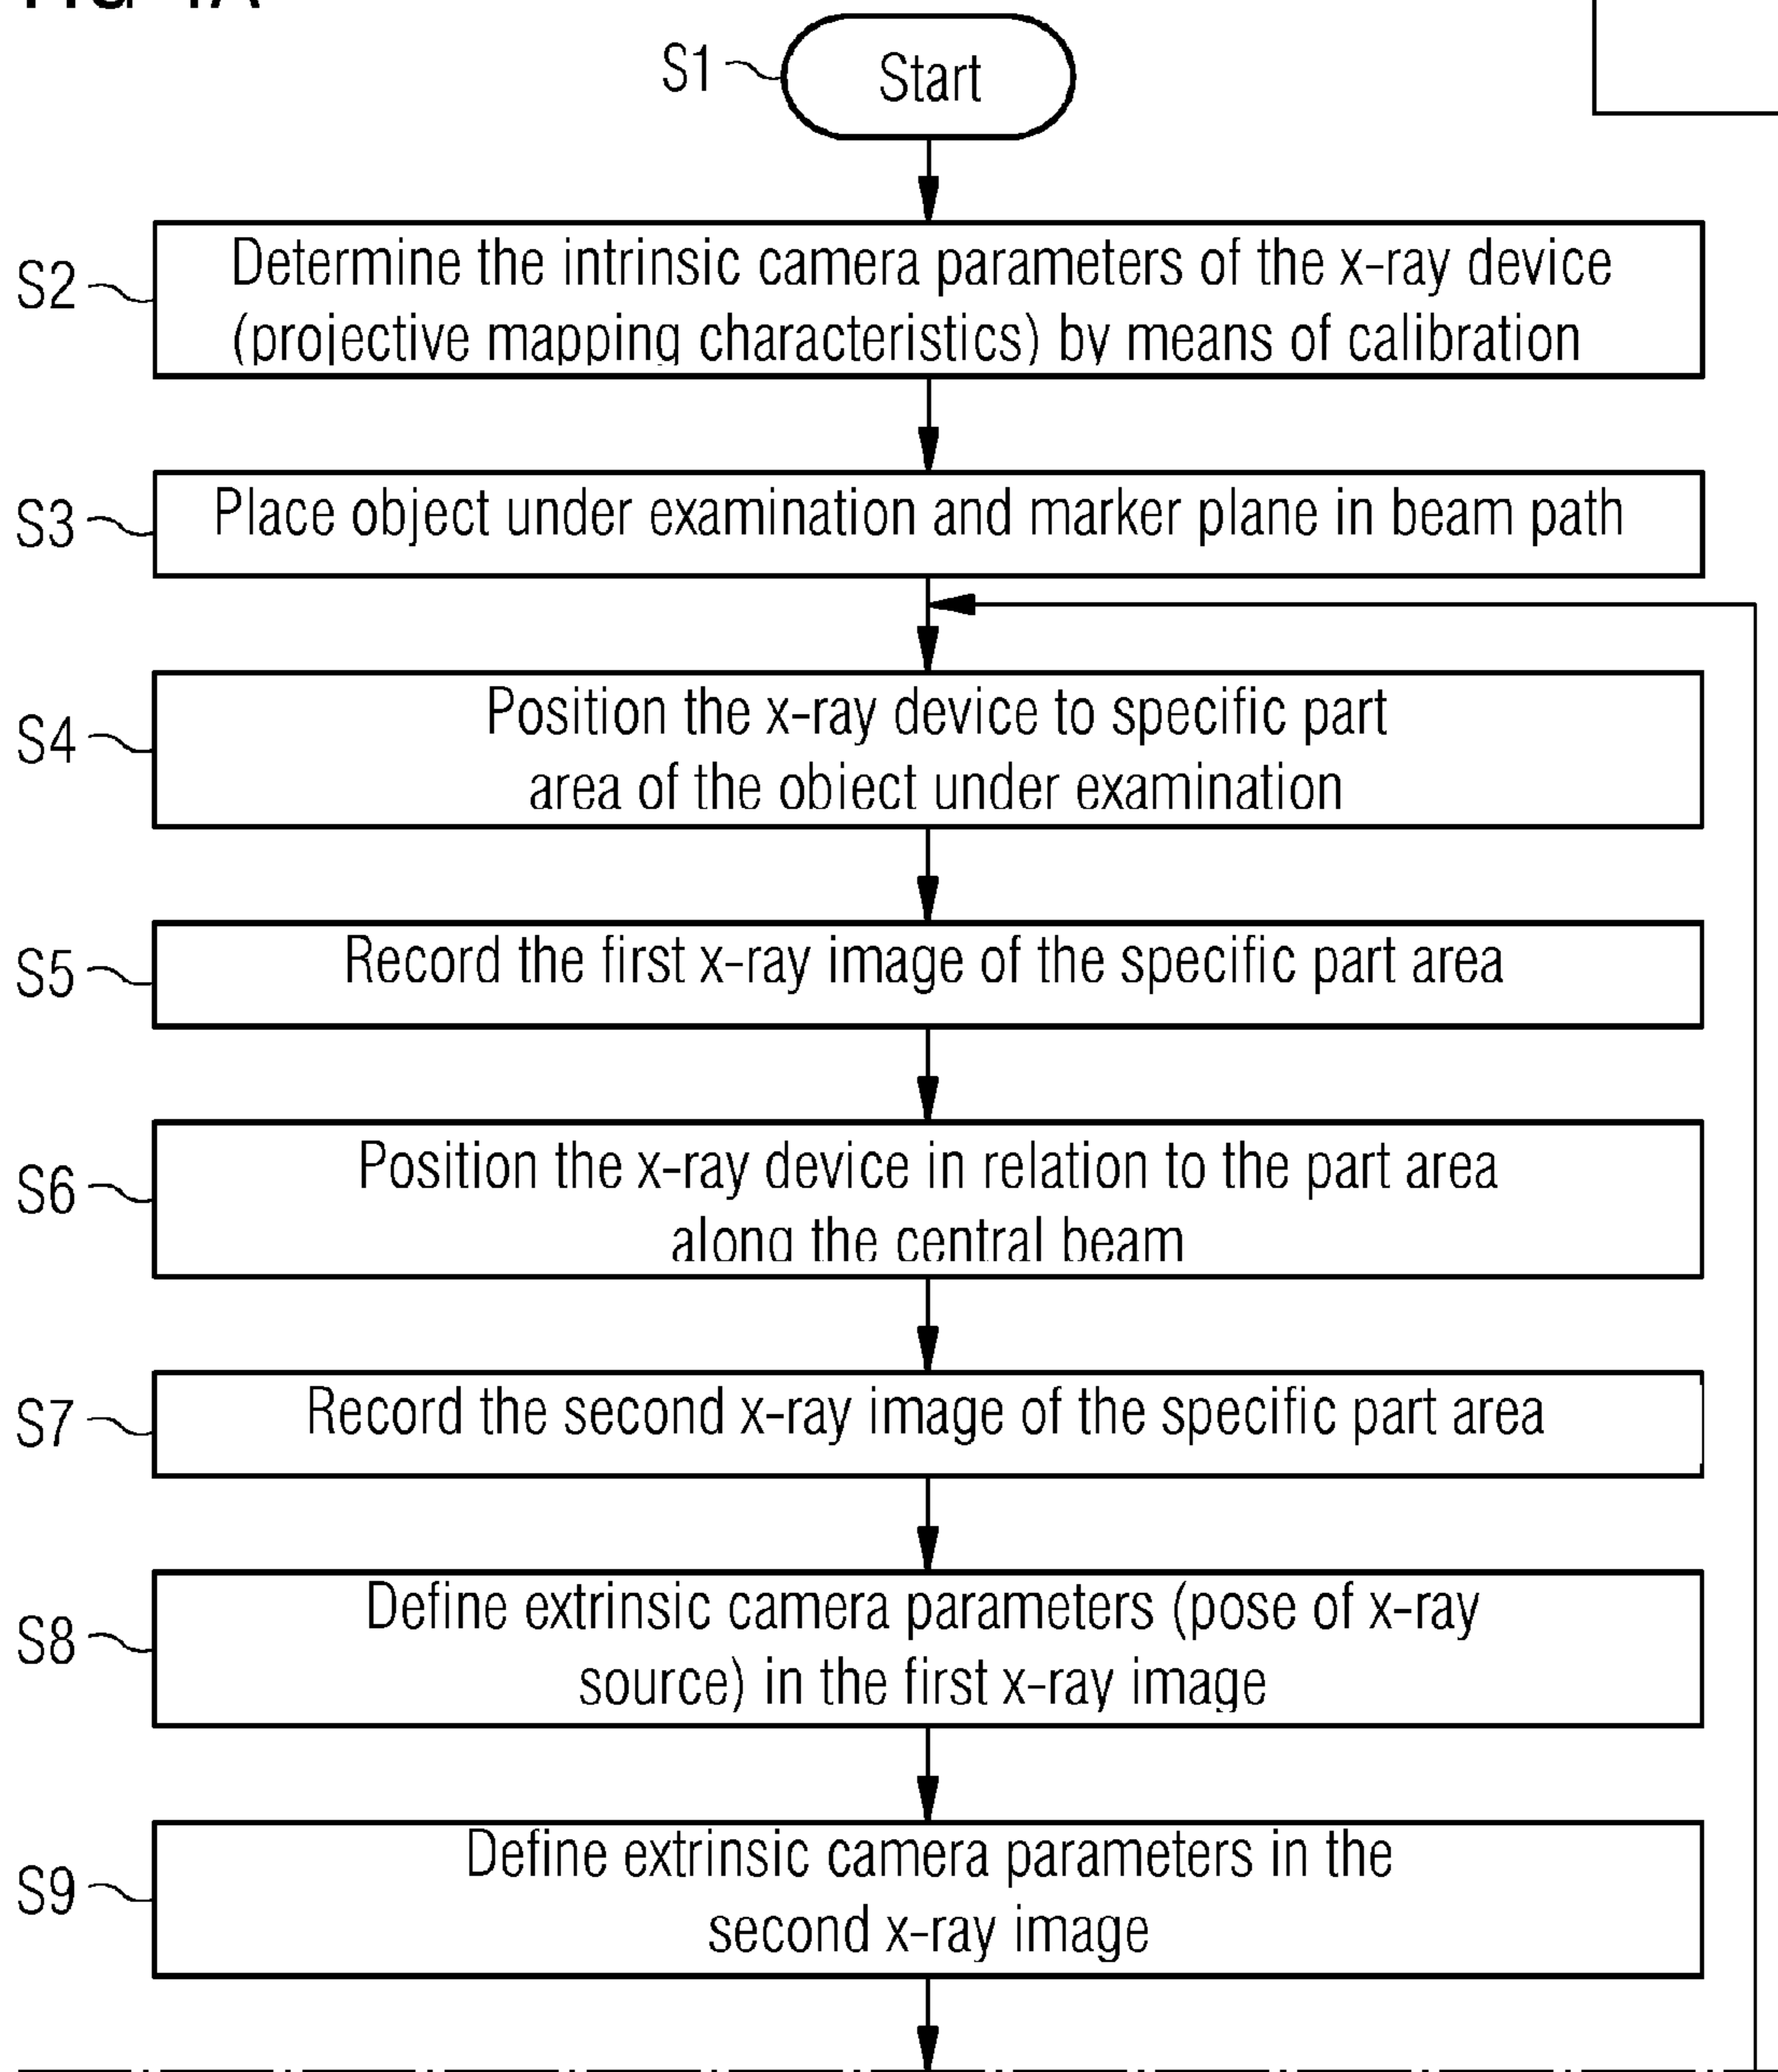 S1
Start
S2
Determine the intrinsic camera parameters of the x-ray device
(projective mapping characteristics) by means of calibration
S3
Place object under examination and marker plane in beam path
S4
Position the x-ray device to specific part
area of the object under examination
S5
Record the first x-ray image of the specific part area
S6
Position the x-ray device in relation to the part area
along the central beam
S7
Record the second x-ray image of the specific part area
S8
Define extrinsic camera parameters (pose of x-ray
source) in the first x-ray image
S9
Define extrinsic camera parameters in the
second x-ray image